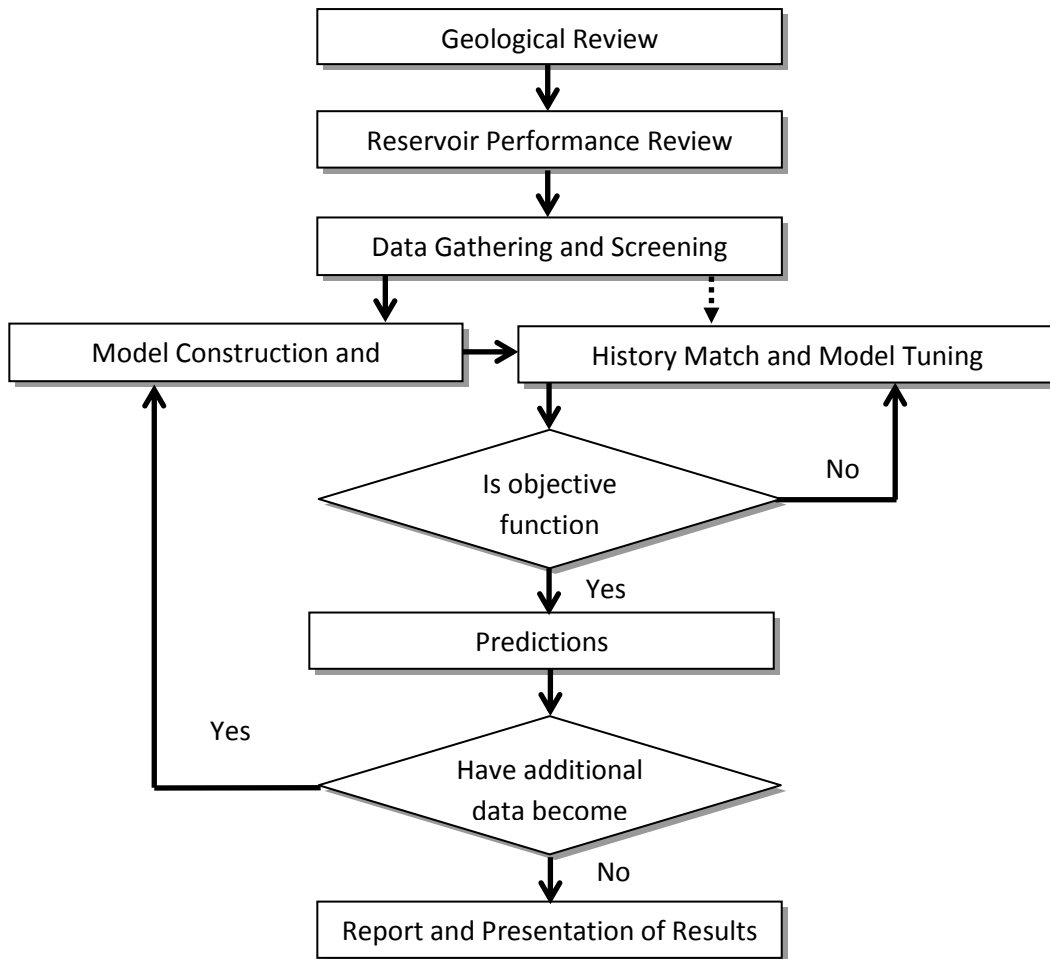 Geological Review
Reservoir Performance Review
Data Gathering and Screening
Model Construction and
History Match and Model Tuning
Is objective
function
No
Yes
Predictions
Yes
Have additional
data become
No
Report and Presentation of Results